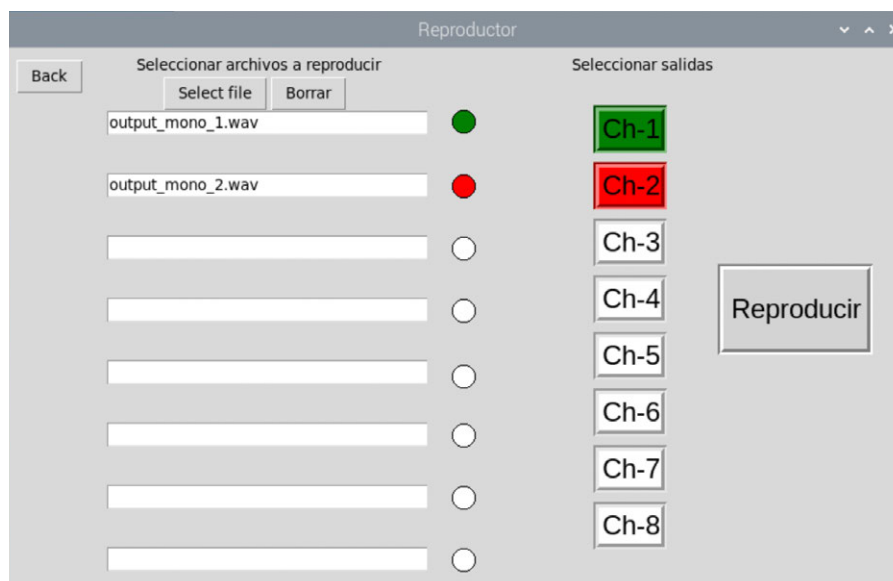 Reproductor
Back
Seleccionar archivos a reproducir
Seleccionar salidas
Select file
Borrar
output_mono_1.wav
Ch-1
output_mono_2.wav
Ch-2
Ch-3
Ch-4
Reproducir
Ch-5
Ch-6
Ch-7
Ch-8